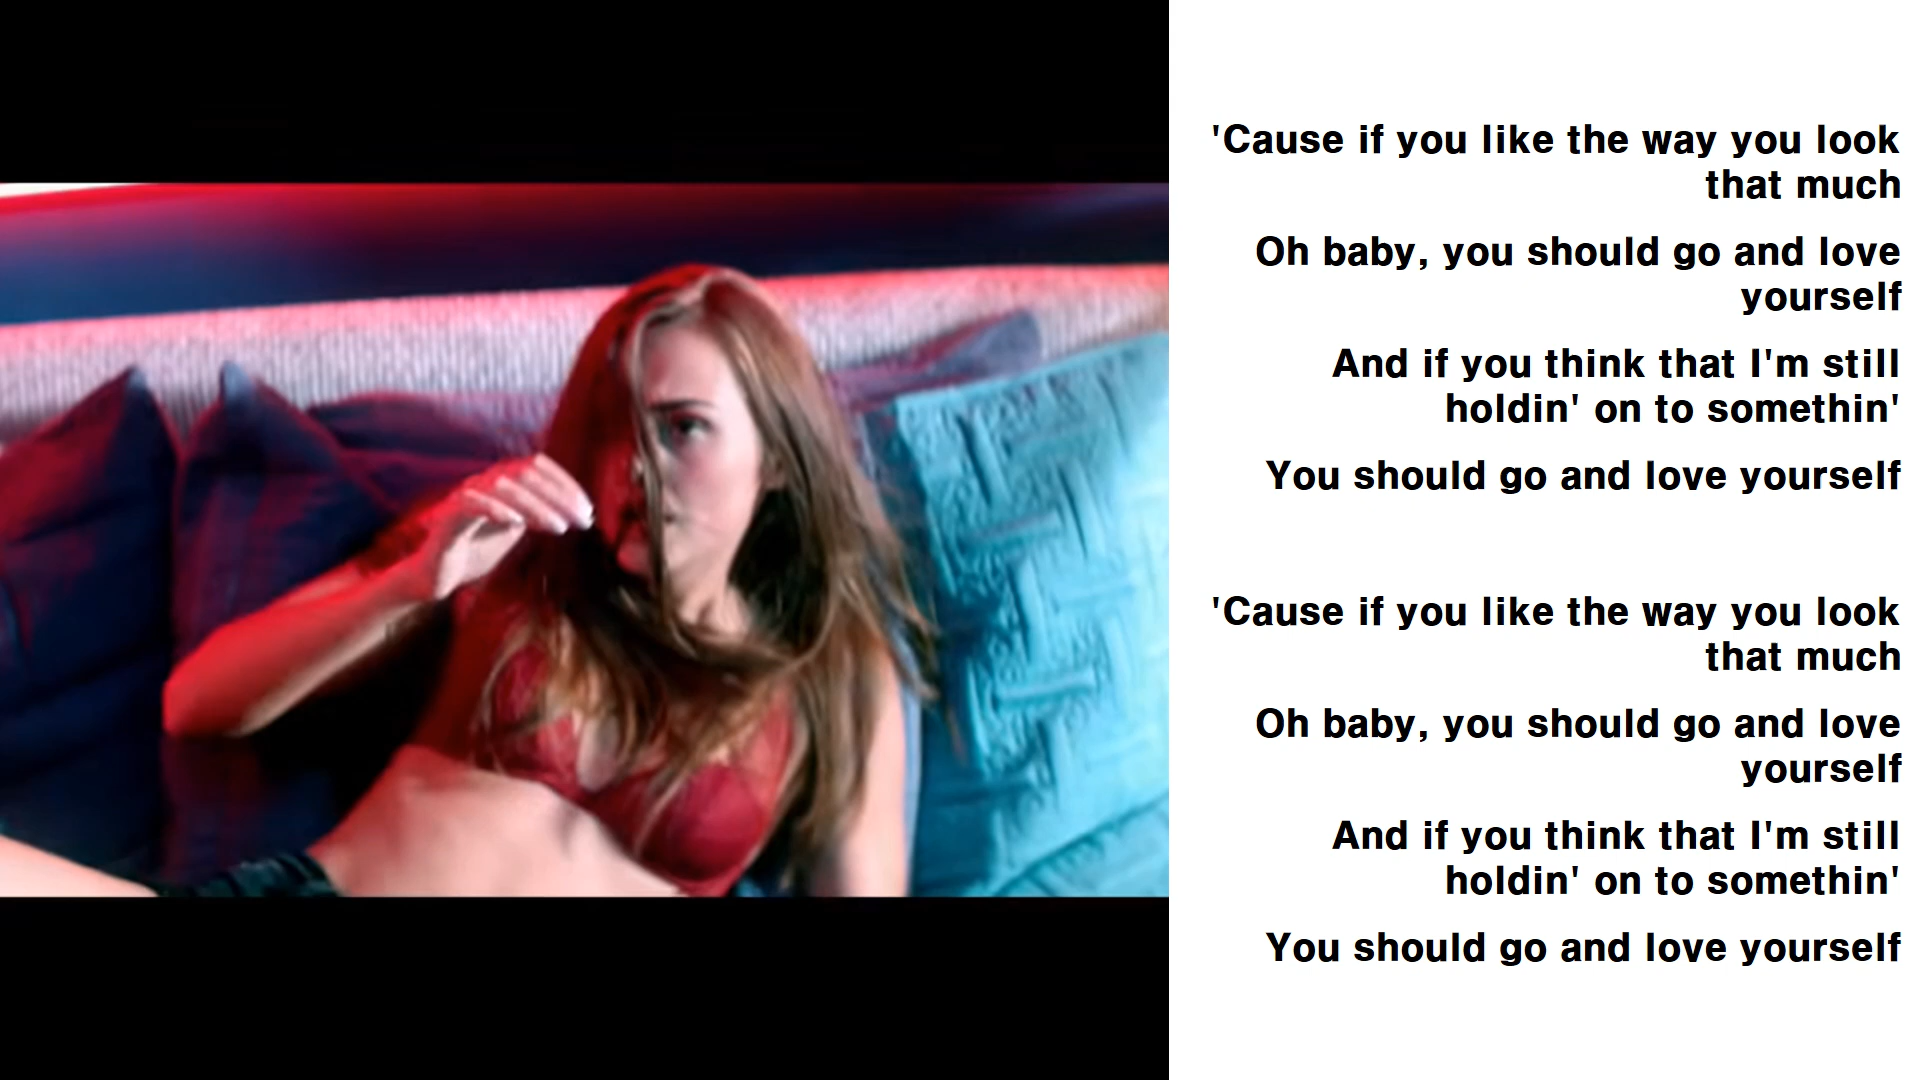 'Cause if you like the way you look
that much
Oh baby, you should go and love
yourself
And if you think that I'm still
holdin' on to somethin'
You should go and love yourself
'Cause if you like the way you look
that much
Oh baby, you should go and love
yourself
And if you think that I'm still
holdin' on to somethin'
You should go and love yourself